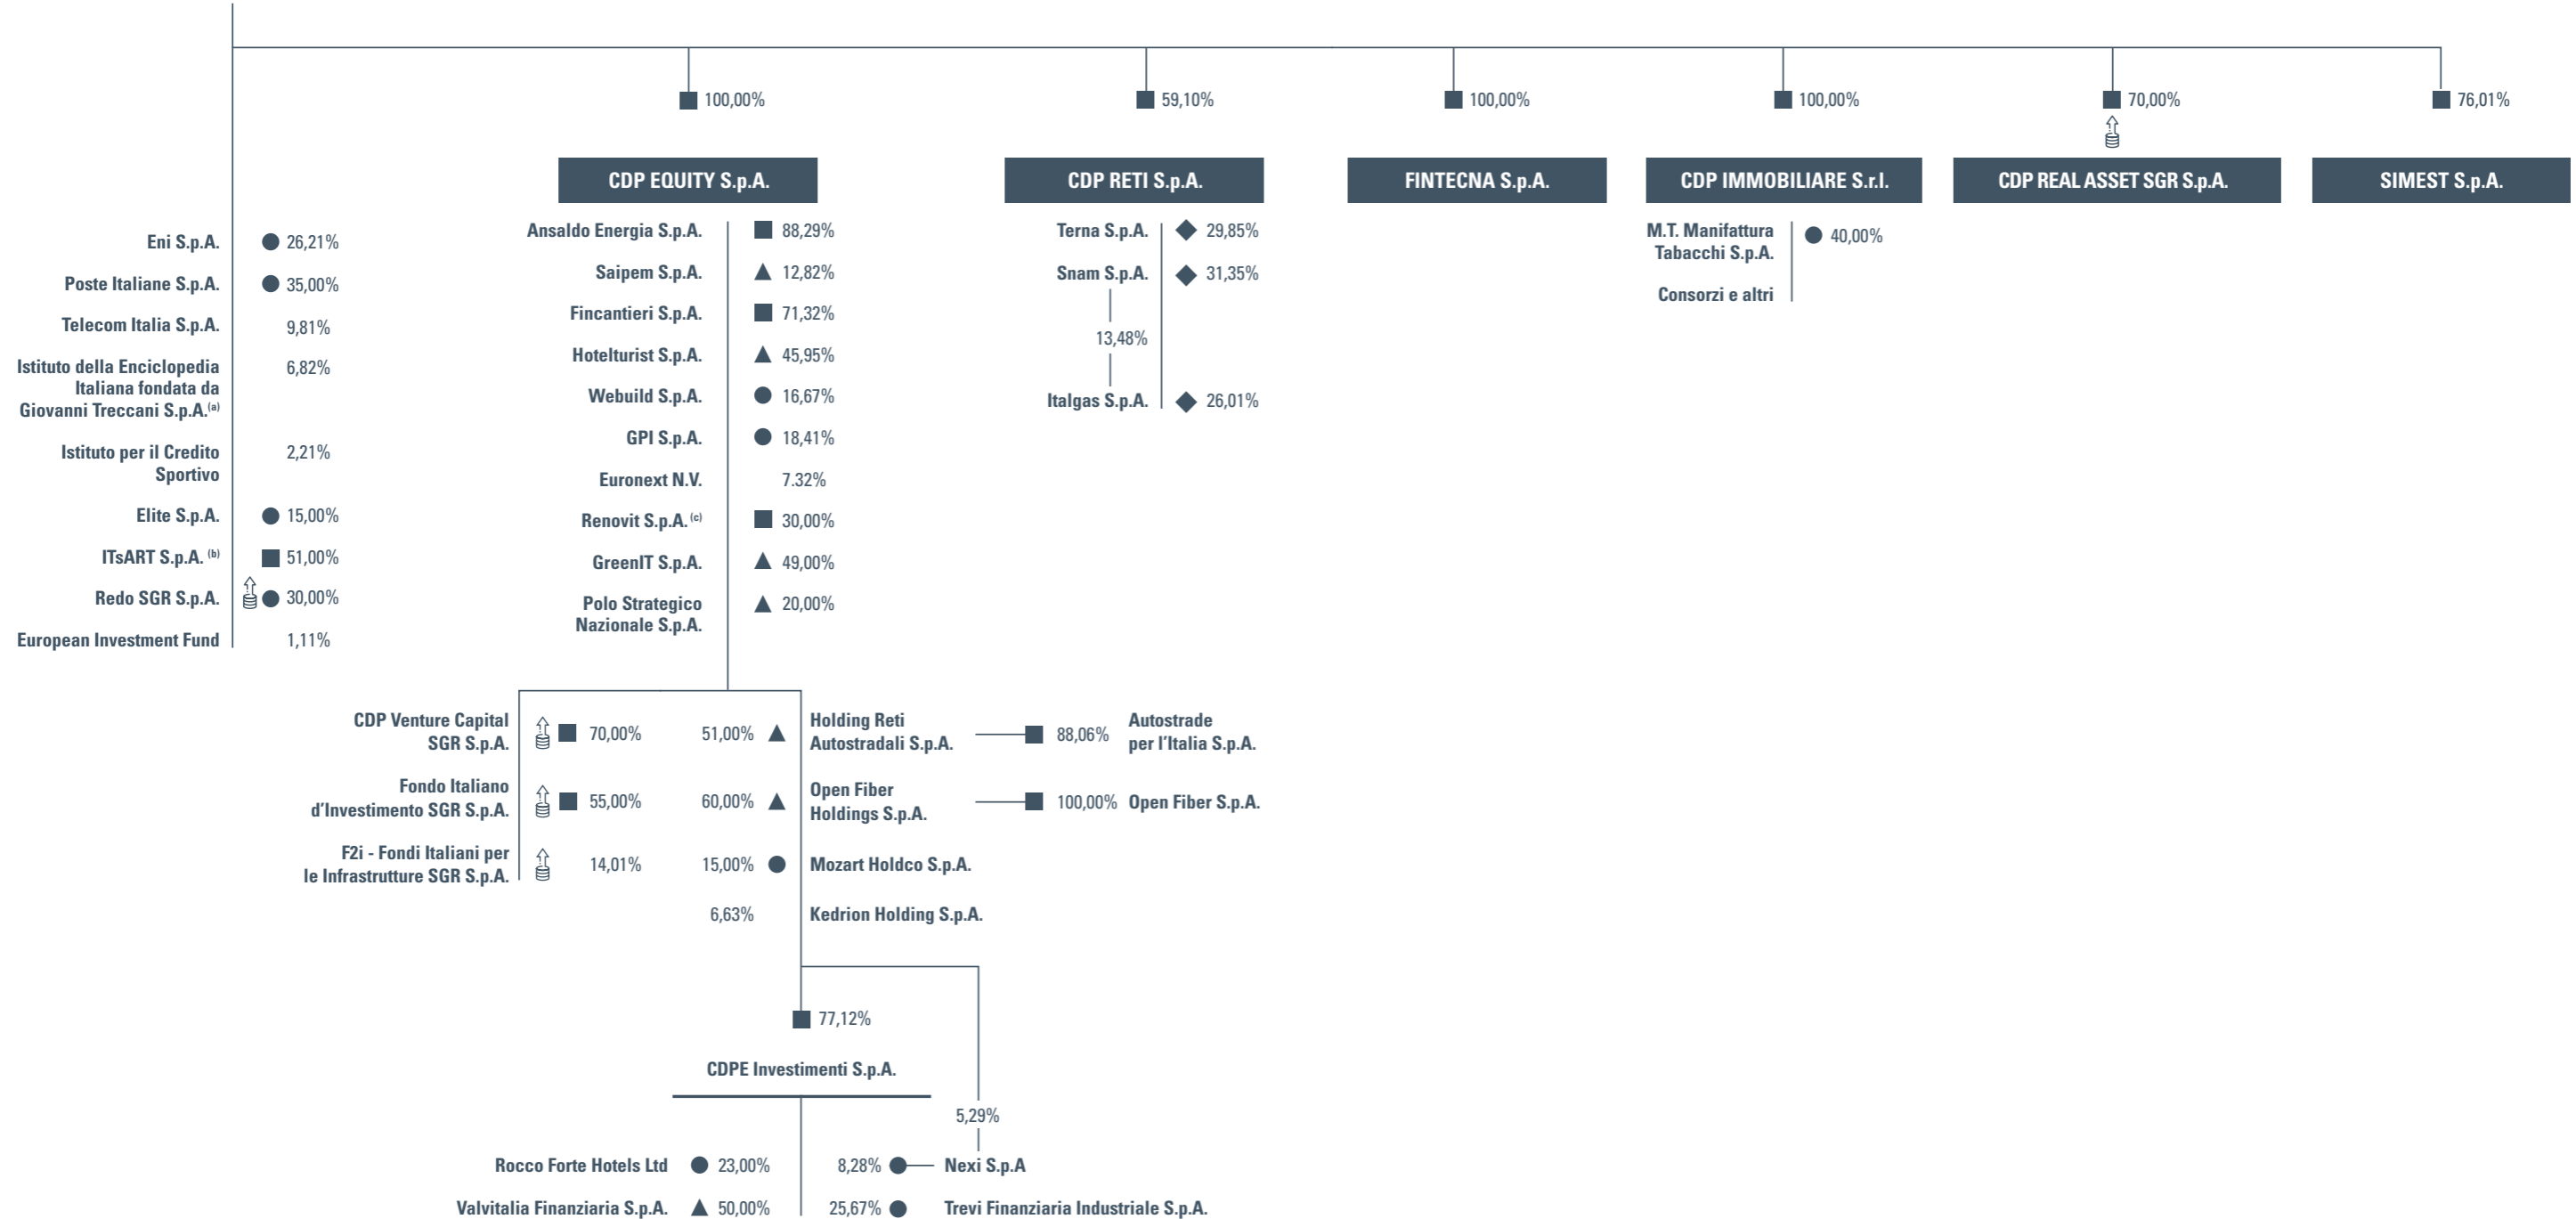 100,00%
59,10%
100,00%
100,00%
70,00%
76,01%
CDP EQUITY S.p.A.
CDP RETI S.p.A.
FINTECNA S.p.A.
CDP IMMOBILIARE S.r.l.
CDP REAL ASSET SGR S.p.A.
SIMEST S.p.A.
Eni S.p.A. 26,21%
Poste Italiane S.p.A. 35,00%
Telecom Italia S.p.A. 9,81%
Istituto della Enciclopedia 6,82%
Italiana fondata da
Giovanni Treccani S.p.A.(a)
Istituto per il Credito 2,21%
Sportivo
Elite S.p.A. 15,00%
ITsART S.p.A. (b) 51,00%
Redo SGR S.p.A. 30,00%
European Investment Fund 1,11%
Ansaldo Energia S.p.A. 88,29%
Saipem S.p.A. 12,82%
Fincantieri S.p.A. 71,32%
Hotelturist S.p.A. 45,95%
Webuild S.p.A. 16,67%
GPI S.p.A. 18,41%
Euronext N.V. 7.32%
Renovit S.p.A. (c) 30,00%
GreenIT S.p.A. 49,00%
Polo Strategico 20,00%
Nazionale S.p.A.
Terna S.p.A. 29,85%
Snam S.p.A. 31,35%
13,48%
Italgas S.p.A. 26,01%
M.T. Manifattura 40,00%
Tabacchi S.p.A.
Consorzi e altri
CDP Venture Capital
SGR S.p.A. 70,00%
Fondo Italiano
d'Investimento SGR S.p.A. 55,00%
F2i - Fondi Italiani per
le Infrastrutture SGR S.p.A. 14,01%
51,00% Holding Reti
Autostradali S.p.A.
88,06% Autostrade
per l'Italia S.p.A.
60,00% Open Fiber
Holdings S.p.A.
100,00% Open Fiber S.p.A.
15,00% Mozart Holdco S.p.A.
6,63% Kedrion Holding S.p.A.
77,12%
CDPE Investimenti S.p.A.
5,29%
Rocco Forte Hotels Ltd 23,00%
8,28% Nexi S.p.A
Valvitalia Finanziaria S.p.A. 50,00%
25,67% Trevi Finanziaria Industriale S.p.A.